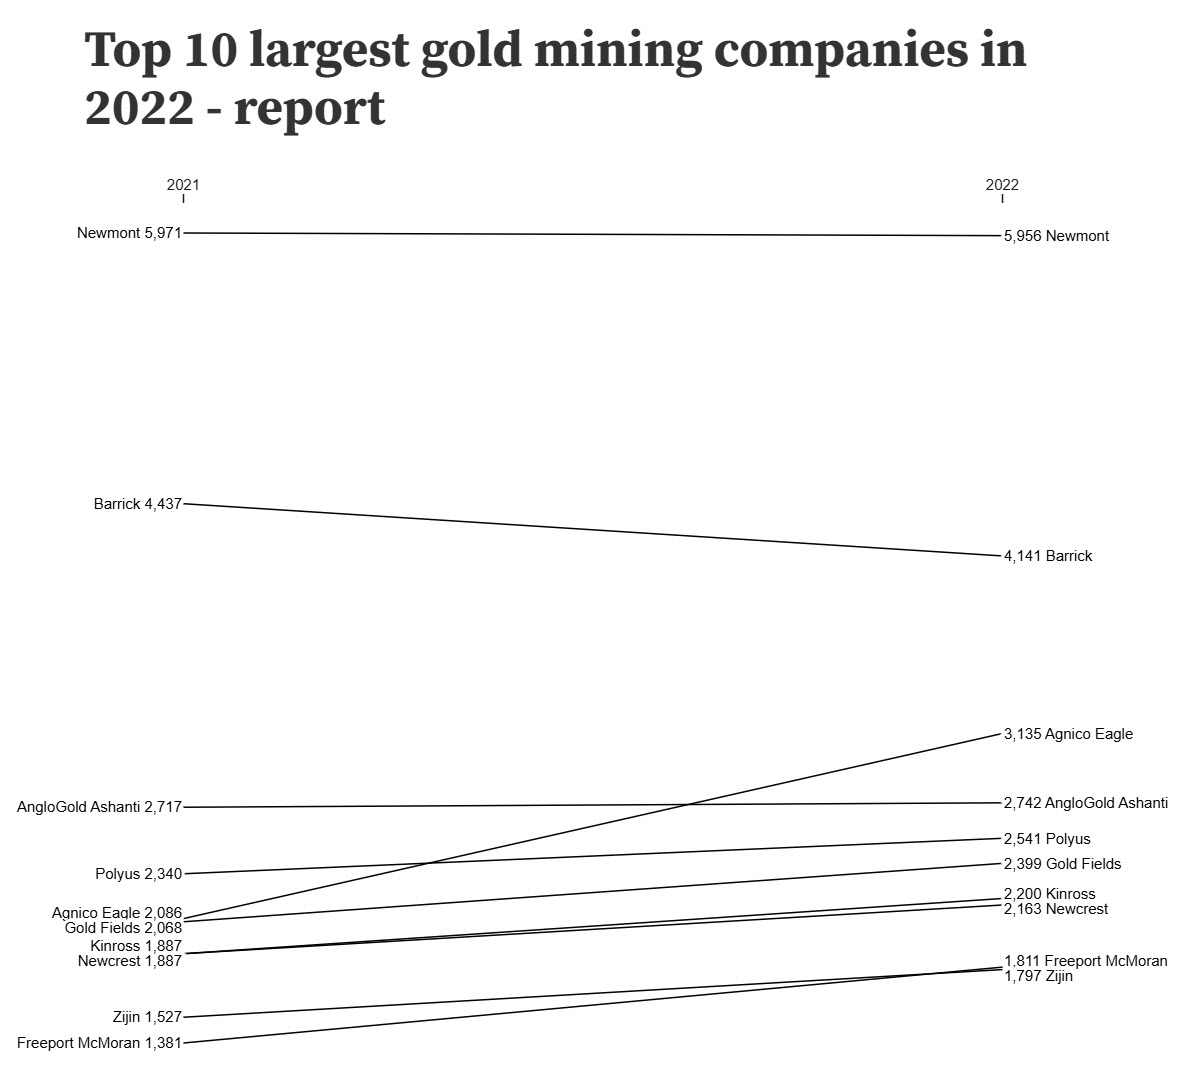 Top 10 largest gold mining companies in
2022 - report
2021
2022
Newmont 5,971
5,956 Newmont
Barrick 4,437
4,141 Barrick
3,135 Agnico Eagle
AngloGold Ashanti 2,717
2,742 AngloGold Ashanti
2,541 Polyus
Polyus 2,340
2,399 Gold Fields
Agnico Eagle 2,086
Gold Fields 2,068
2,200 Kinross
2,163 Newcrest
Kinross 1,887
Newcrest 1,887
1,811 Freeport McMoran
1,797 Zijin
Zijin 1,527
Freeport McMoran 1,381